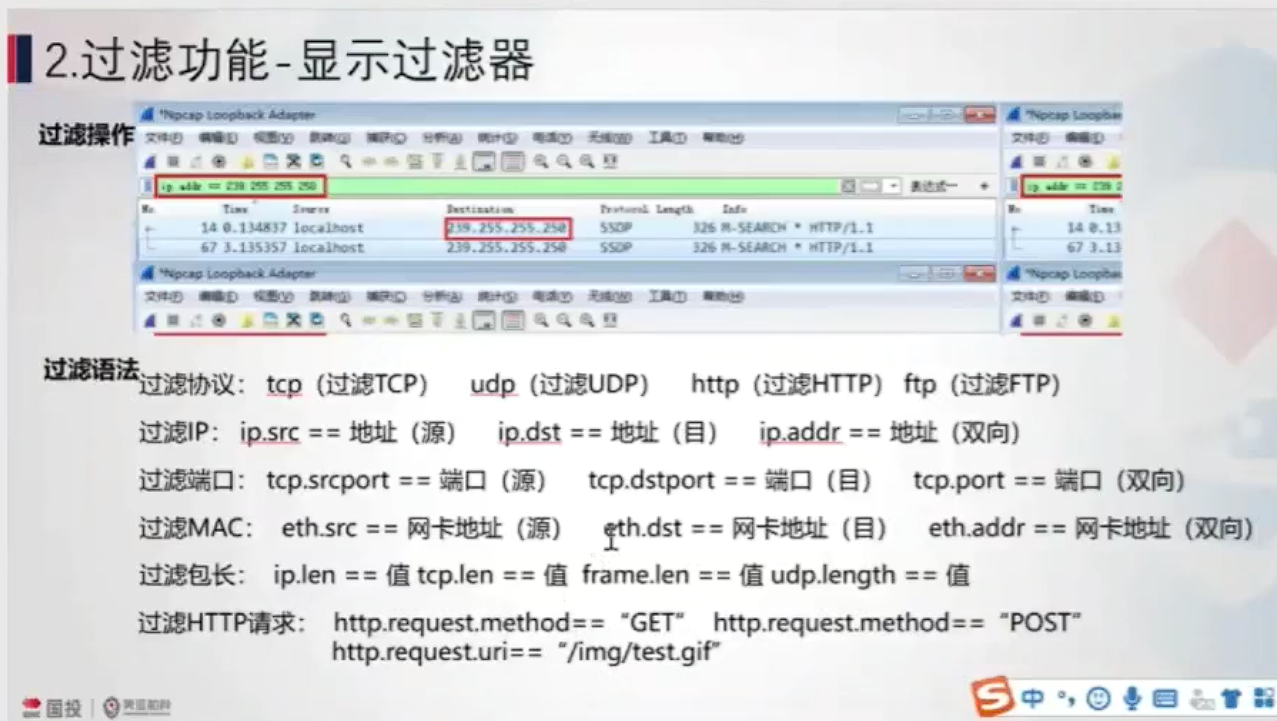 2.过滤功能-显示过滤器
过滤操作
*Npcap Loopback Adapter
*Npcap Loopback
文件(F) 编辑(E) 视图(V) 跳转(G) 捕获(C) 分析(A) 统计(S) 电话(Y) 无线(W) 工具(T) 帮助(H)
文件(F) 编辑(E)
ip.addr == 239.255.255.250
表达式…
+
ip.addr == 239.2
No. Time Source Destination Protocol Length Info
No. Time
14 0.134837 localhost 239.255.255.250 SSDP 326 M-SEARCH * HTTP/1.1
14 0.13
67 3.135357 localhost 239.255.255.250 SSDP 326 M-SEARCH * HTTP/1.1
67 3.13
*Npcap Loopback Adapter
*Npcap Loopback
文件(F) 编辑(E) 视图(V) 跳转(G) 捕获(C) 分析(A) 统计(S) 电话(Y) 无线(W) 工具(T) 帮助(H)
文件(F) 编辑(E)
过滤语法
过滤协议： tcp（过滤TCP） udp（过滤UDP） http（过滤HTTP） ftp（过滤FTP）
过滤IP： ip.src == 地址（源） ip.dst == 地址（目） ip.addr == 地址（双向）
过滤端口： tcp.srcport == 端口（源） tcp.dstport == 端口（目） tcp.port == 端口（双向）
过滤MAC： eth.src == 网卡地址（源） eth.dst == 网卡地址（目） eth.addr == 网卡地址（双向）
过滤包长： ip.len == 值 tcp.len == 值 frame.len == 值 udp.length == 值
过滤HTTP请求： http.request.method== “GET“ http.request.method== “POST”
http.request.uri== “/img/test.gif”
国投
中